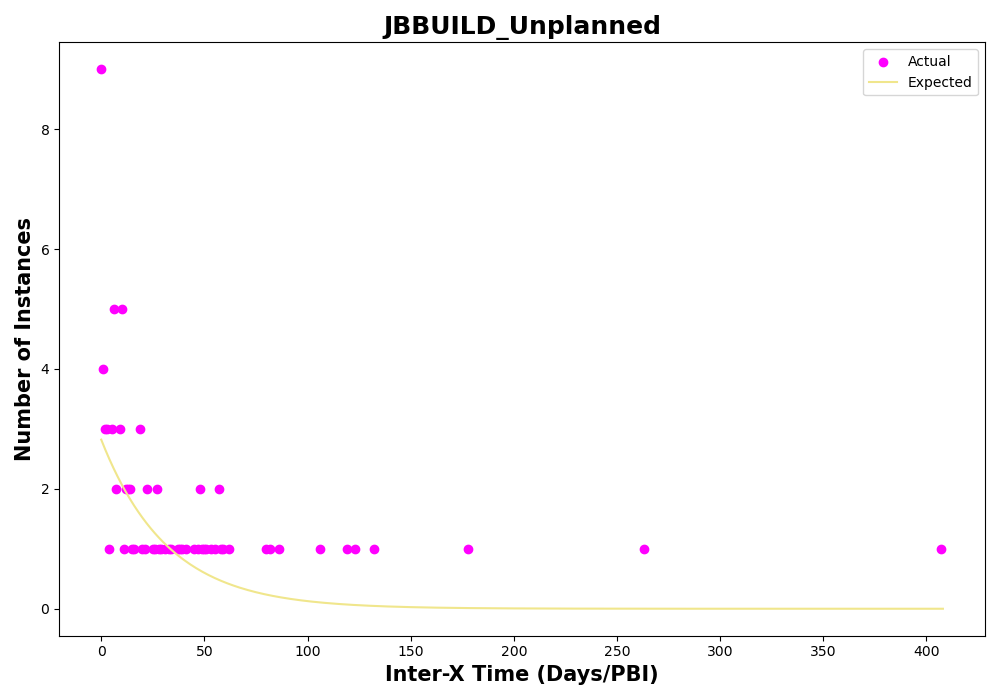 JBBUILD_Unplanned
Actual
Expected
8
6
4
2
0
Number of Instances
0 50 100 150 200 250 300 350 400
Inter-X Time (Days/PBI)